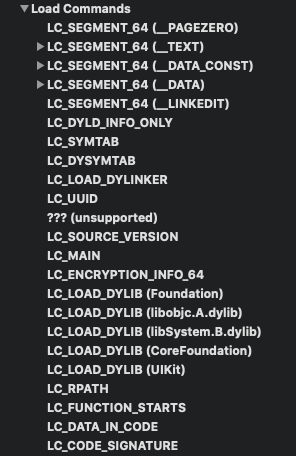 Load Commands
LC_SEGMENT_64 (__PAGEZERO)
LC_SEGMENT_64 (__TEXT)
LC_SEGMENT_64 (__DATA_CONST)
LC_SEGMENT_64 (__DATA)
LC_SEGMENT_64 (__LINKEDIT)
LC_DYLD_INFO_ONLY
LC_SYMTAB
LC_DYSYMTAB
LC_LOAD_DYLINKER
LC_UUID
??? (unsupported)
LC_SOURCE_VERSION
LC_MAIN
LC_ENCRYPTION_INFO_64
LC_LOAD_DYLIB (Foundation)
LC_LOAD_DYLIB (libobjc.A.dylib)
LC_LOAD_DYLIB (libSystem.B.dylib)
LC_LOAD_DYLIB (CoreFoundation)
LC_LOAD_DYLIB (UIKit)
LC_RPATH
LC_FUNCTION_STARTS
LC_DATA_IN_CODE
LC_CODE_SIGNATURE